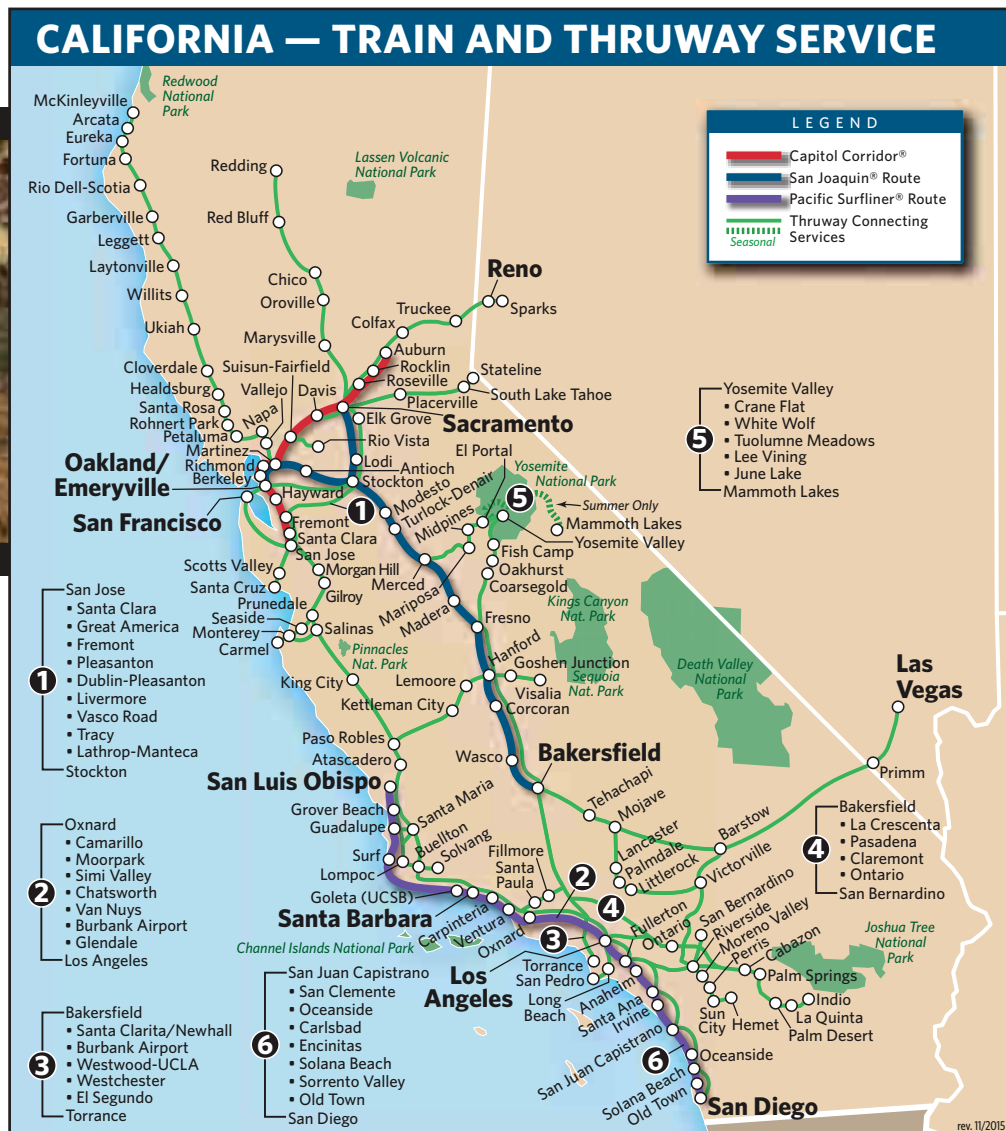 CALIFORNIA — TRAIN AND THRUWAY SERVICE
Redwood
National
Park
McKinleyville
Arcata
Eureka
Fortuna
Rio Dell-Scotia
Garberville
Leggett
Laytonville
Willits
Ukiah
Cloverdale
Healdsburg
Santa Rosa
Rohnert Park
Petaluma
Napa
Martinez
Richmond
Berkeley
Redding
Red Bluff
Chico
Oroville
Marysville
Lassen Volcanic
National Park
LEGEND
Capitol Corridor®
San Joaquin® Route
Pacific Surfliner® Route
Thruway Connecting
Services
Seasonal
Reno
Sparks
Truckee
Colfax
Auburn
Rocklin
Roseville
Suisun-Fairfield
Vallejo
Davis
Stateline
South Lake Tahoe
Placerville
Sacramento
Elk Grove
Rio Vista
Lodi
Antioch
Stockton
Oakland/
Emeryville
San Francisco
Hayward
1
Fremont
Santa Clara
San Jose
Modesto
Turlock-Denair
El Portal
Yosemite
National Park
5
Summer Only
Mammoth Lakes
Yosemite Valley
Midpines
Merced
Mariposa
Madera
Fish Camp
Oakhurst
Coarsegold
Scotts Valley
Santa Cruz
Morgan Hill
Gilroy
Prunedale
Seaside
Monterey
Carmel
Salinas
Pinnacles
Nat. Park
Fresno
Kings Canyon
Nat. Park
Sequoia
Nat. Park
Death Valley
National
Park
Hanford
Goshen Junction
Visalia
Corcoran
Lemoore
Kettleman City
King City
Paso Robles
Atascadero
Wasco
Bakersfield
Las
Vegas
Primm
San Luis Obispo
Grover Beach
Guadalupe
Santa Maria
Surf
Lompoc
Buellton
Solvang
Goleta (UCSB)
Santa Barbara
Carpinteria
Ventura
Oxnard
Channel Islands National Park
Fillmore
Santa
Paula
2
3
4
Tehachapi
Mojave
Lancaster
Palmdale
Littlerock
Barstow
Victorville
Los
Angeles
Torrance
San Pedro
Long
Beach
Fullerton
Ontario
San Bernardino
Riverside
Moreno Valley
Perris
Cabazon
Palm Springs
Indio
La Quinta
Palm Desert
Sun
City
Hemet
Joshua Tree
National
Park
Anaheim
Santa Ana
Irvine
San Juan Capistrano
6
Oceanside
Solana Beach
Old Town
San Diego
5
Yosemite Valley
• Crane Flat
• White Wolf
• Tuolumne Meadows
• Lee Vining
• June Lake
Mammoth Lakes
1
San Jose
• Santa Clara
• Great America
• Fremont
• Pleasanton
• Dublin-Pleasanton
• Livermore
• Vasco Road
• Tracy
• Lathrop-Manteca
Stockton
2
Oxnard
• Camarillo
• Moorpark
• Simi Valley
• Chatsworth
• Van Nuys
• Burbank Airport
• Glendale
Los Angeles
3
Bakersfield
• Santa Clarita/Newhall
• Burbank Airport
• Westwood-UCLA
• Westchester
• El Segundo
Torrance
6
San Juan Capistrano
• San Clemente
• Oceanside
• Carlsbad
• Encinitas
• Solana Beach
• Sorrento Valley
• Old Town
San Diego
4
Bakersfield
• La Crescenta
• Pasadena
• Claremont
• Ontario
San Bernardino
rev. 11/2015